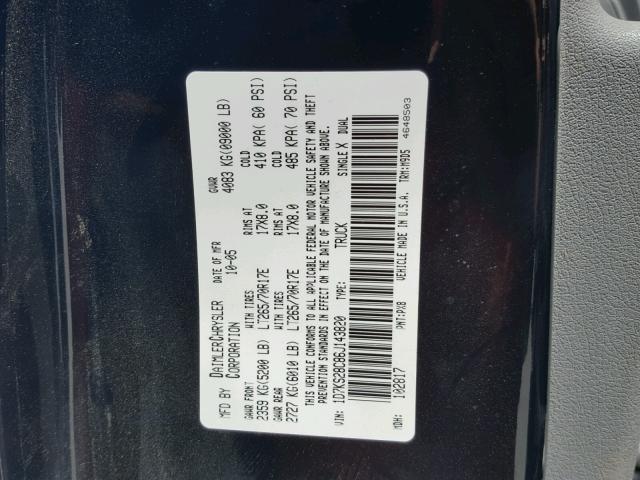 MFD BY DAIMLERCHRYSLER CORPORATION DATE OF MFR 10-05 GVWR 4083 KG(09000 LB)
GAWR FRONT WITH TIRES RIMS AT COLD
2359 KG(5200 LB) LT265/70R17E 17X8.0 410 KPA( 60 PSI)
GAWR REAR WITH TIRES RIMS AT COLD
2727 KG(6010 LB) LT265/70R17E 17X8.0 485 KPA( 70 PSI)
THIS VEHICLE CONFORMS TO ALL APPLICABLE FEDERAL MOTOR VEHICLE SAFETY AND THEFT
PREVENTION STANDARDS IN EFFECT ON THE DATE OF MANUFACTURE SHOWN ABOVE.
VIN: 1D7KS28C96J143820 TYPE: TRUCK SINGLE X DUAL
MDH: 102817 PNT:PX8 VEHICLE MADE IN U.S.A. TRM:M9D5 4648503